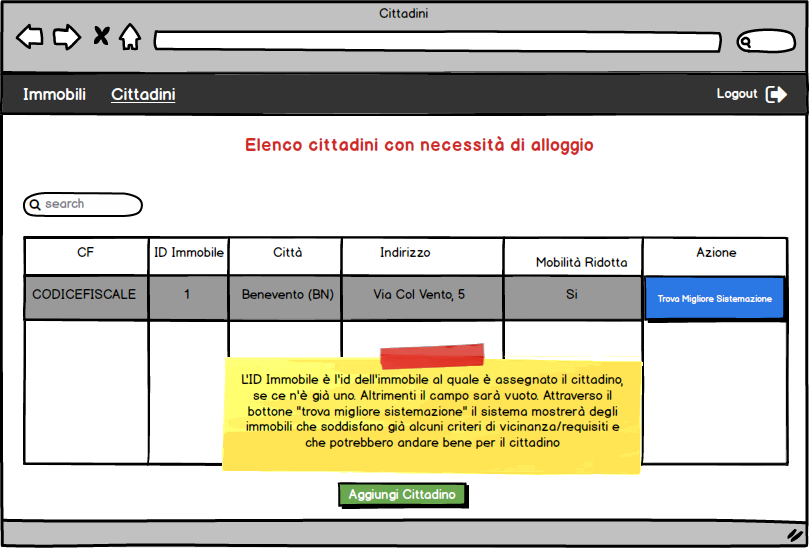 Cittadini
Immobili Cittadini Logout
Elenco cittadini con necessità di alloggio
search
CF ID Immobile Città Indirizzo Mobilità Ridotta Azione
CODICEFISCALE 1 Benevento (BN) Via Col Vento, 5 Si Trova Migliore Sistemazione
L'ID Immobile è l'id dell'immobile al quale è assegnato il cittadino,
se ce n'è già uno. Altrimenti il campo sarà vuoto. Attraverso il
bottone "trova migliore sistemazione" il sistema mostrerà degli
immobili che soddisfano già alcuni criteri di vicinanza/requisiti e
che potrebbero andare bene per il cittadino
Aggiungi Cittadino